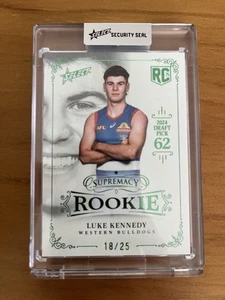 SELECT SECURITY SEAL
SELECT
RC
2024
DRAFT
PICK
62
SUPREMACY
ROOKIE
LUKE KENNEDY
WESTERN BULLDOGS
18/25